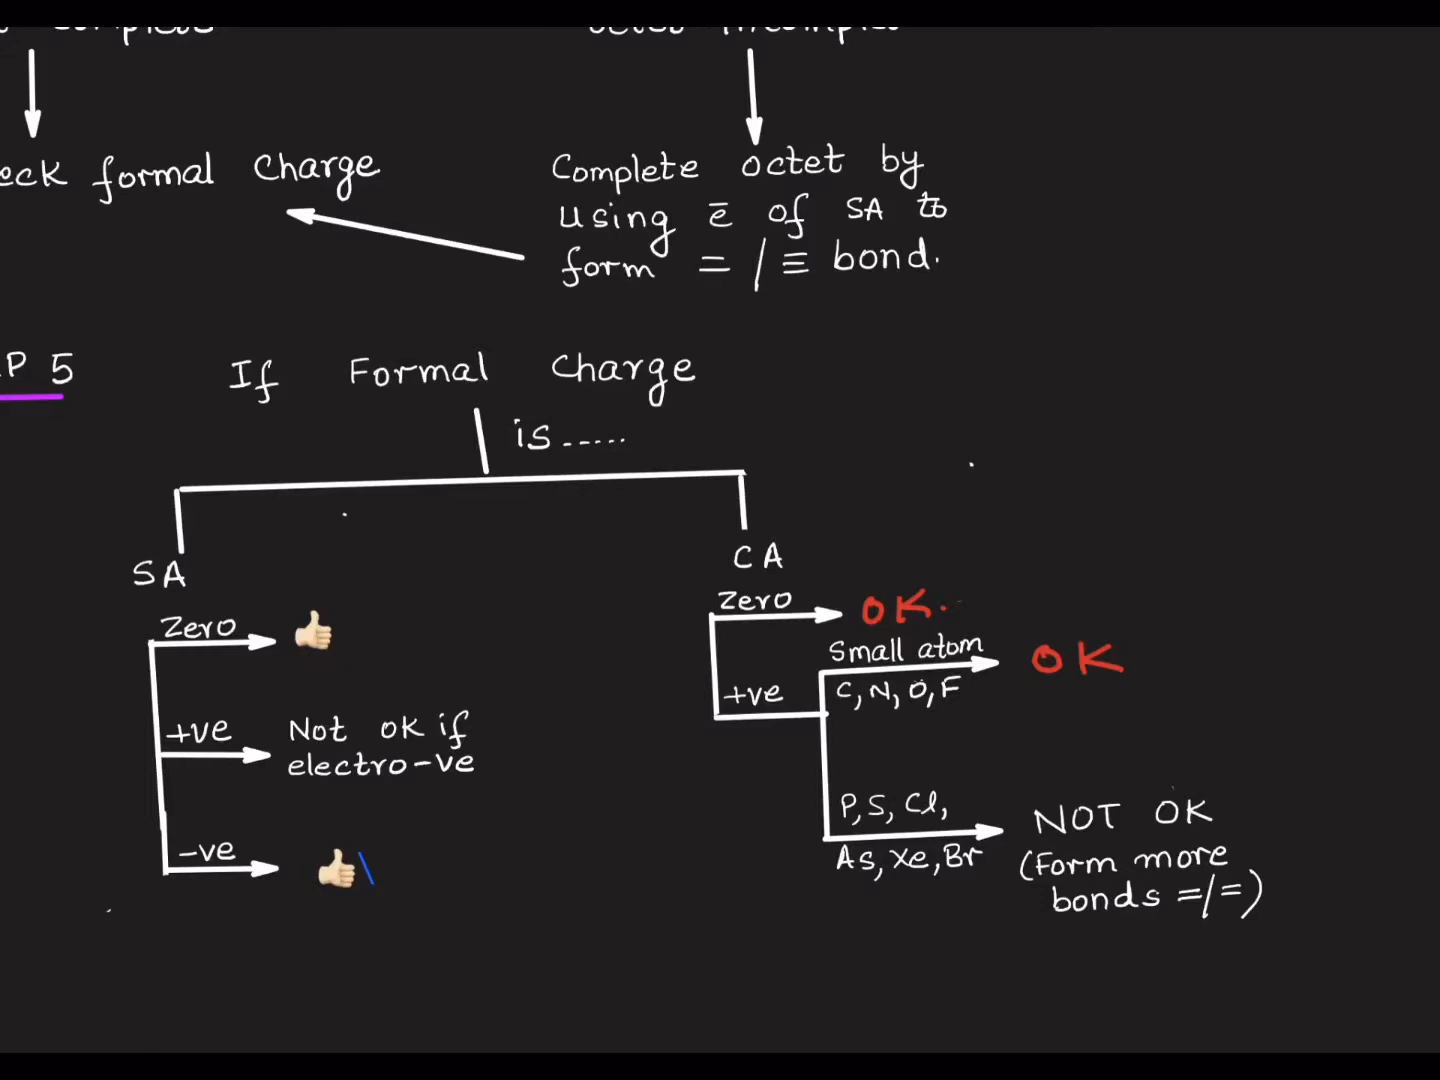 eck formal Charge
Complete octet by
using ē of SA to
form = / ≡ bond.
P 5
If Formal Charge
is .....
SA
CA
Zero
Zero
OK.
Small atom
OK
+ve
C, N, O, F
+ve
Not ok if
electro-ve
P, S, Cl,
NOT OK
-ve
As, Xe, Br
(Form more
bonds =/=)